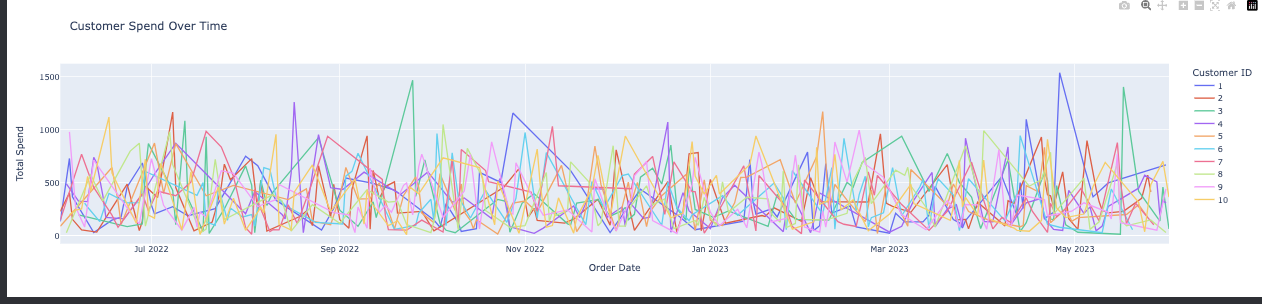 Customer Spend Over Time
Customer ID
1
2
3
4
5
6
7
8
9
10
Total Spend
1500
1000
500
0
Jul 2022
Sep 2022
Nov 2022
Jan 2023
Mar 2023
May 2023
Order Date